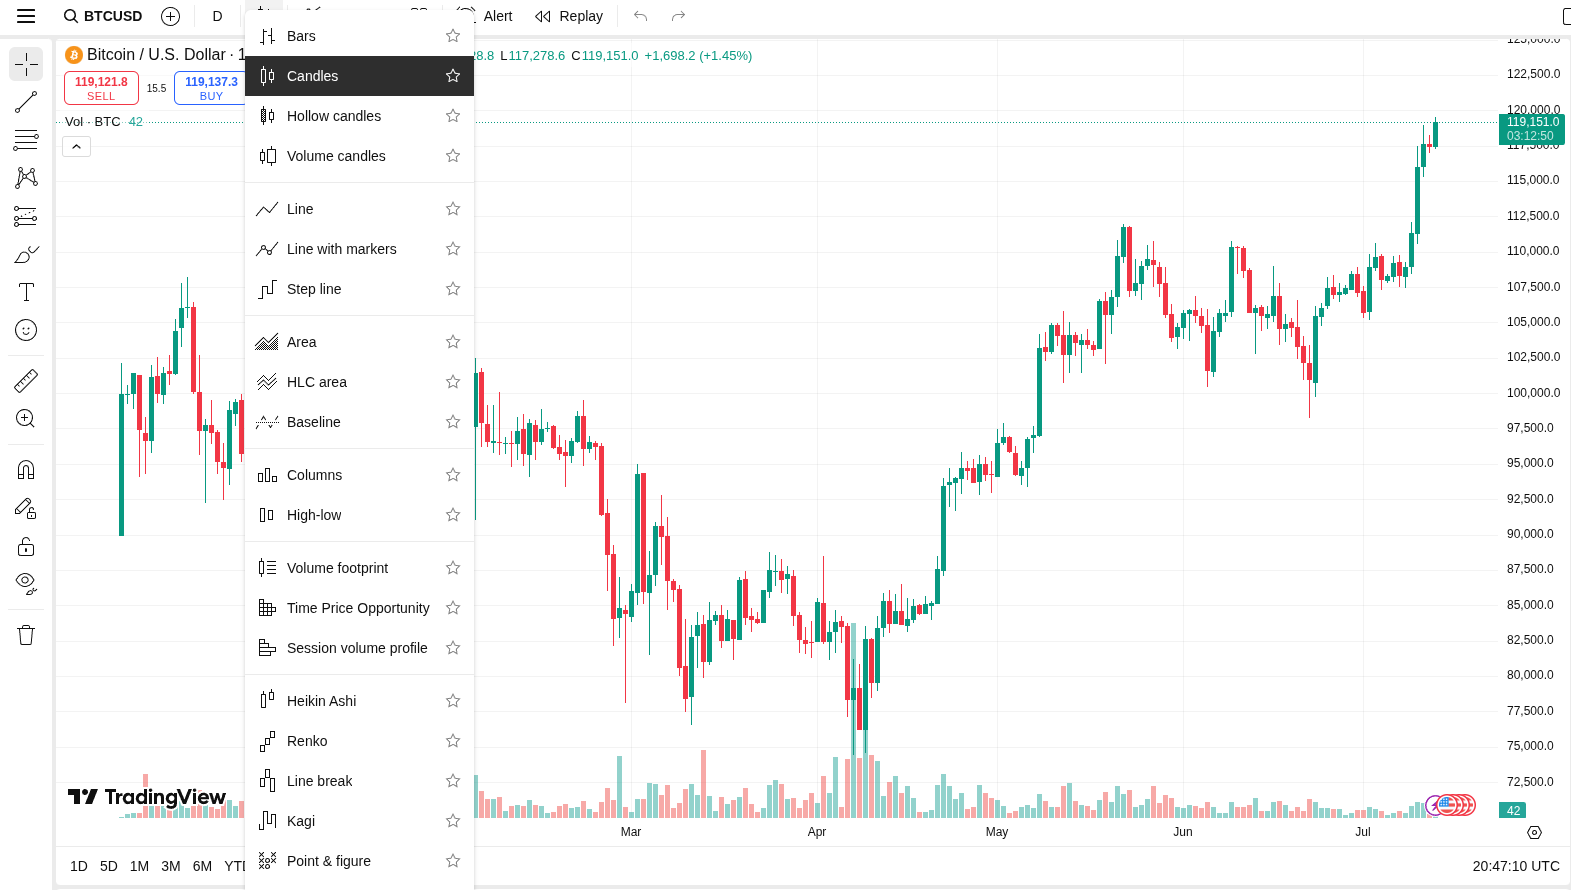 BTCUSD
D
Alert
Replay
Bitcoin / U.S. Dollar · 1
28.8 L117,278.6 C119,151.0 +1,698.2 (+1.45%)
119,121.8
SELL
15.5
119,137.3
BUY
Vol · BTC 42
Bars
Candles
Hollow candles
Volume candles
Line
Line with markers
Step line
Area
HLC area
Baseline
Columns
High-low
Volume footprint
Time Price Opportunity
Session volume profile
Heikin Ashi
Renko
Line break
Kagi
Point & figure
125,000.0
122,500.0
120,000.0
119,151.0
03:12:50
117,500.0
115,000.0
112,500.0
110,000.0
107,500.0
105,000.0
102,500.0
100,000.0
97,500.0
95,000.0
92,500.0
90,000.0
87,500.0
85,000.0
82,500.0
80,000.0
77,500.0
75,000.0
72,500.0
42
TradingView
Mar
Apr
May
Jun
Jul
1D
5D
1M
3M
6M
YTD
20:47:10 UTC